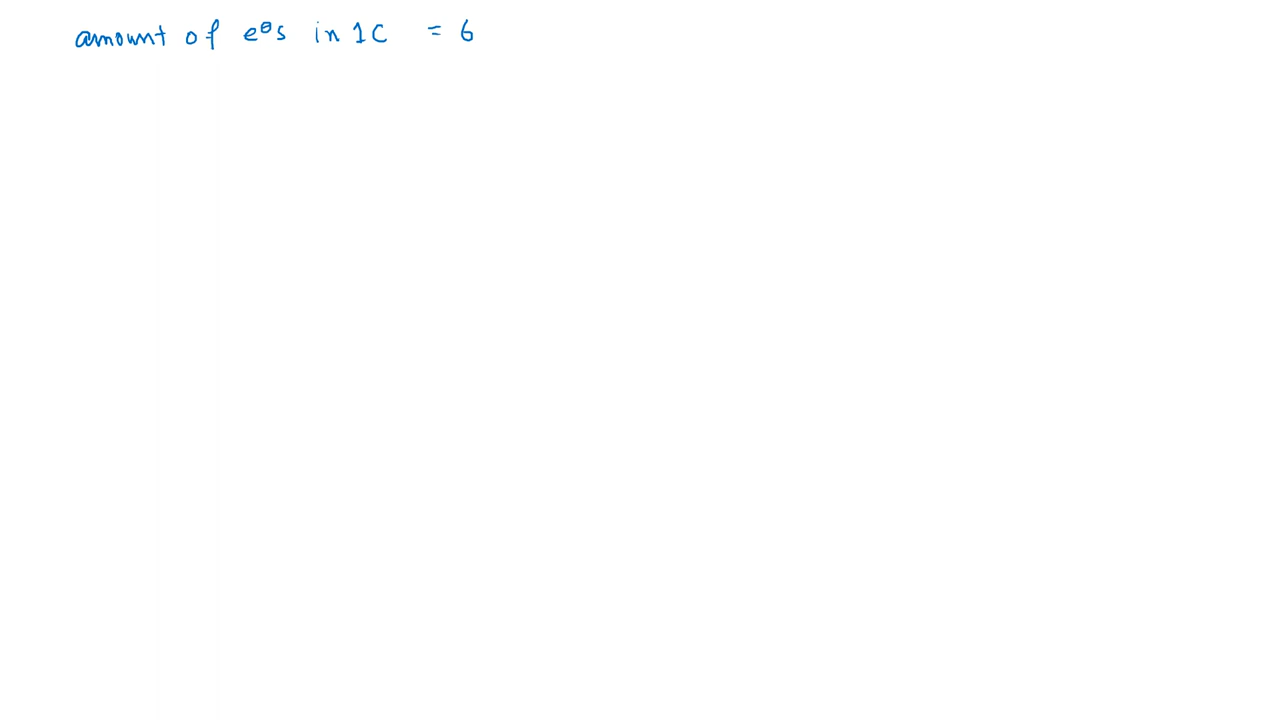 amount of e⊖s in 1C = 6